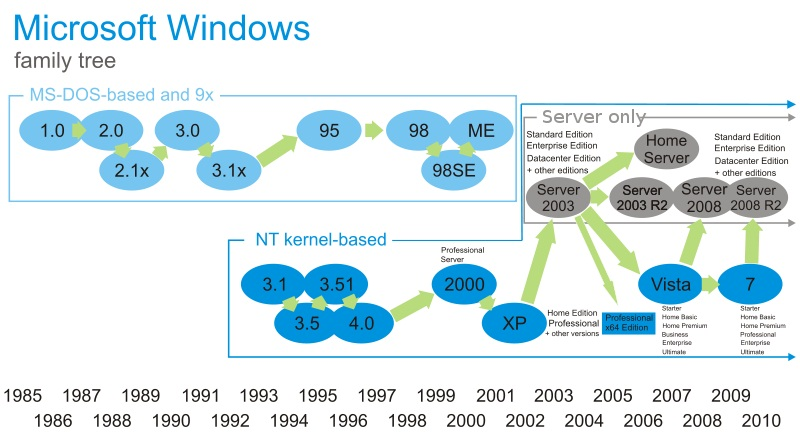 Microsoft Windows
family tree
MS-DOS-based and 9x
1.0
2.0
2.1x
3.0
3.1x
95
98
98SE
ME
Server only
Standard Edition
Enterprise Edition
Datacenter Edition
+ other editions
Home
Server
Standard Edition
Enterprise Edition
Datacenter Edition
+ other editions
Server
2003
Server
2003 R2
Server
2008
Server
2008 R2
NT kernel-based
3.1
3.5
3.51
4.0
Professional
Server
2000
XP
Home Edition
Professional
+ other versions
Professional
x64 Edition
Vista
Starter
Home Basic
Home Premium
Business
Enterprise
Ultimate
7
Starter
Home Basic
Home Premium
Professional
Enterprise
Ultimate
1985 1987 1989 1991 1993 1995 1997 1999 2001 2003 2005 2007 2009
1986 1988 1990 1992 1994 1996 1998 2000 2002 2004 2006 2008 2010